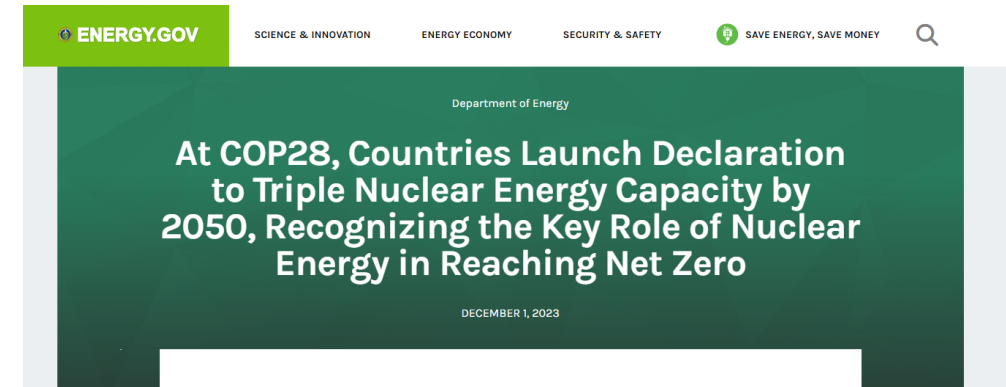 ENERGY.GOV
SCIENCE & INNOVATION
ENERGY ECONOMY
SECURITY & SAFETY
SAVE ENERGY, SAVE MONEY
Department of Energy
At COP28, Countries Launch Declaration
to Triple Nuclear Energy Capacity by
2050, Recognizing the Key Role of Nuclear
Energy in Reaching Net Zero
DECEMBER 1, 2023